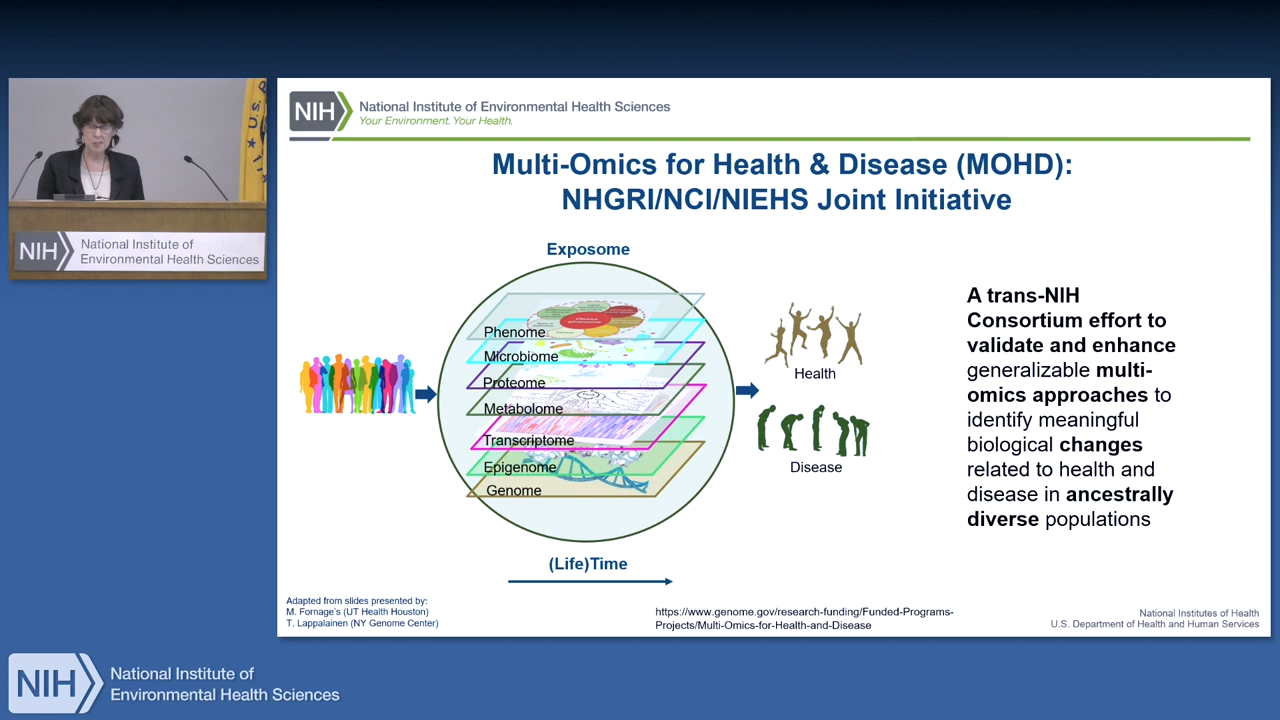 NIH
National Institute of
Environmental Health Sciences
NIH
National Institute of Environmental Health Sciences
Your Environment. Your Health.
Multi-Omics for Health & Disease (MOHD):
NHGRI/NCI/NIEHS Joint Initiative
Exposome
Phenome
Microbiome
Proteome
Metabolome
Transcriptome
Epigenome
Genome
(Life)Time
Health
Disease
A trans-NIH
Consortium effort to
validate and enhance
generalizable multi-
omics approaches to
identify meaningful
biological changes
related to health and
disease in ancestrally
diverse populations
Adapted from slides presented by:
M. Fornage's (UT Health Houston)
T. Lappalainen (NY Genome Center)
https://www.genome.gov/research-funding/Funded-Programs-
Projects/Multi-Omics-for-Health-and-Disease
National Institutes of Health
U.S. Department of Health and Human Services
NIH
National Institute of
Environmental Health Sciences